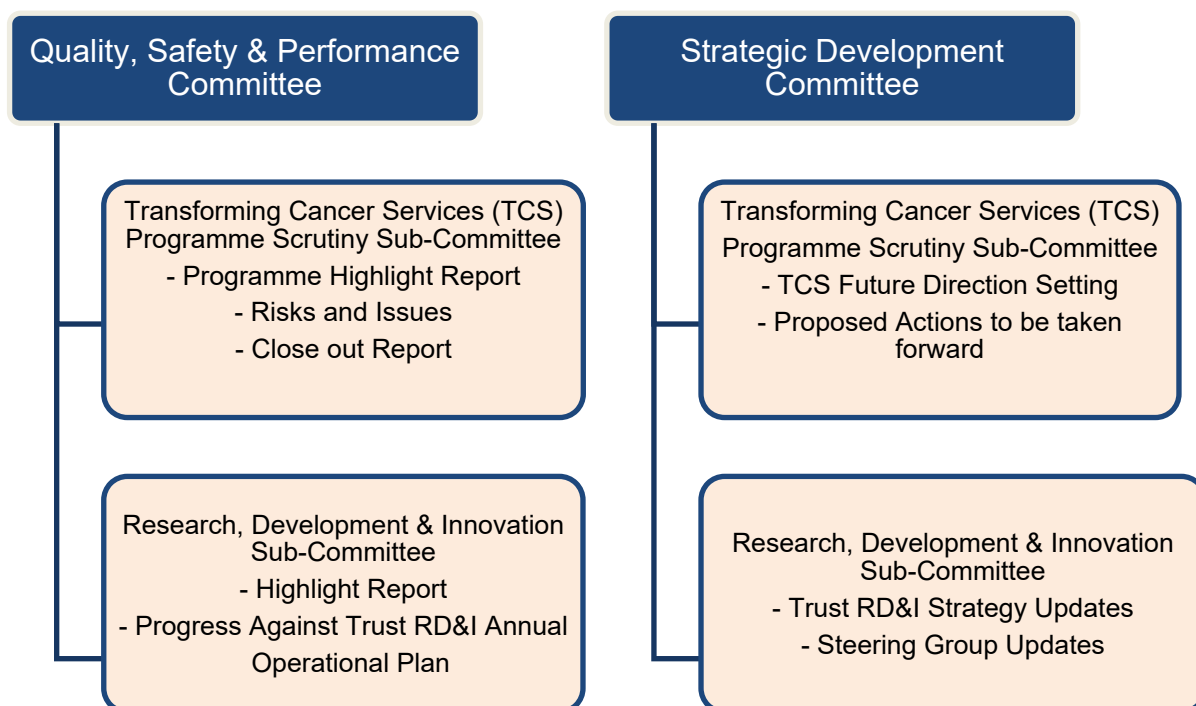 Quality, Safety & Performance
Committee
Transforming Cancer Services (TCS)
Programme Scrutiny Sub-Committee
- Programme Highlight Report
- Risks and Issues
- Close out Report
Research, Development & Innovation
Sub-Committee
- Highlight Report
- Progress Against Trust RD&I Annual
Operational Plan
Strategic Development
Committee
Transforming Cancer Services (TCS)
Programme Scrutiny Sub-Committee
- TCS Future Direction Setting
- Proposed Actions to be taken
forward
Research, Development & Innovation
Sub-Committee
- Trust RD&I Strategy Updates
- Steering Group Updates